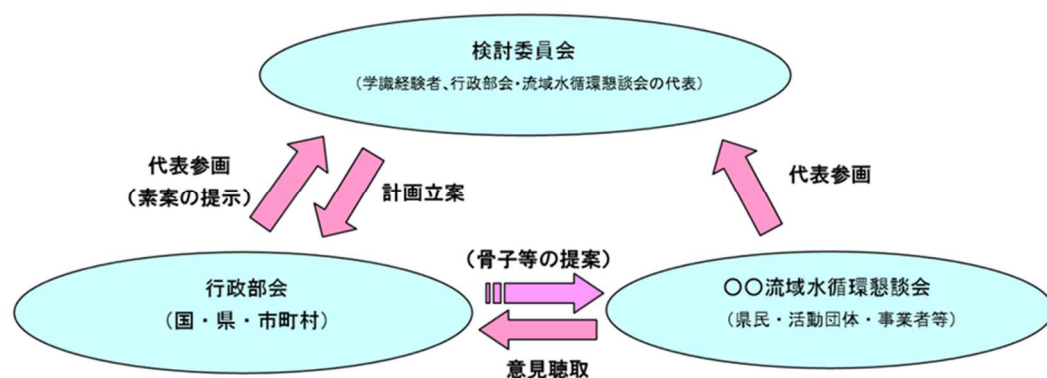 検討委員会
（学識経験者、行政部会・流域水循環懇談会の代表）
代表参画
（素案の提示）
計画立案
代表参画
（骨子等の提案）
行政部会
（国・県・市町村）
〇〇流域水循環懇談会
（県民・活動団体・事業者等）
意見聴取